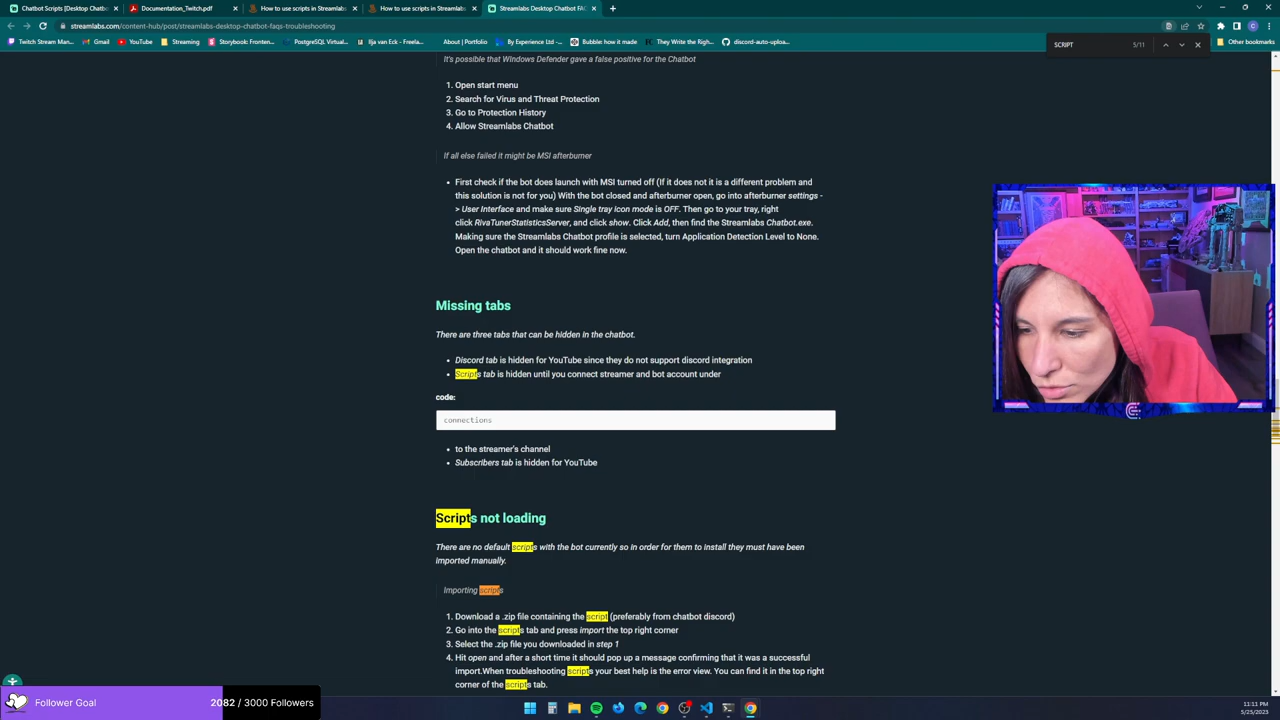 Chatbot Scripts [Desktop Chatbo
Documentation_Twitch.pdf
How to use scripts in Streamlabs
How to use scripts in Streamlabs
Streamlabs Desktop Chatbot FA
streamlabs.com/content-hub/post/streamlabs-desktop-chatbot-faqs-troubleshooting
Twitch Stream Man...
Gmail
YouTube
Streaming
Storybook: Fronten...
PostgreSQL Virtual...
Ilja van Eck - Freela...
About | Portfolio
By Experience Ltd -...
Bubble: how it made
They Write the Righ...
discord-auto-uploa...
Other bookmarks
SCRIPT
5/11
It's possible that Windows Defender gave a false positive for the Chatbot
1. Open start menu
2. Search for Virus and Threat Protection
3. Go to Protection History
4. Allow Streamlabs Chatbot
If all else failed it might be MSI afterburner
• First check if the bot does launch with MSI turned off (If it does not it is a different problem and
this solution is not for you) With the bot closed and afterburner open, go into afterburner settings -
> User Interface and make sure Single tray icon mode is OFF. Then go to your tray, right
click RivaTunerStatisticsServer, and click show. Click Add, then find the Streamlabs Chatbot.exe.
Making sure the Streamlabs Chatbot profile is selected, turn Application Detection Level to None.
Open the chatbot and it should work fine now.
Missing tabs
There are three tabs that can be hidden in the chatbot.
• Discord tab is hidden for YouTube since they do not support discord integration
• Scripts tab is hidden until you connect streamer and bot account under
code:
connections
• to the streamer's channel
• Subscribers tab is hidden for YouTube
Scripts not loading
There are no default scripts with the bot currently so in order for them to install they must have been
imported manually.
Importing scripts
1. Download a .zip file containing the script (preferably from chatbot discord)
2. Go into the scripts tab and press import the top right corner
3. Select the .zip file you downloaded in step 1
4. Hit open and after a short time it should pop up a message confirming that it was a successful
import.When troubleshooting scripts your best help is the error view. You can find it in the top right
corner of the scripts tab.
Follower Goal
2082 / 3000 Followers
11:11 PM
5/25/2023